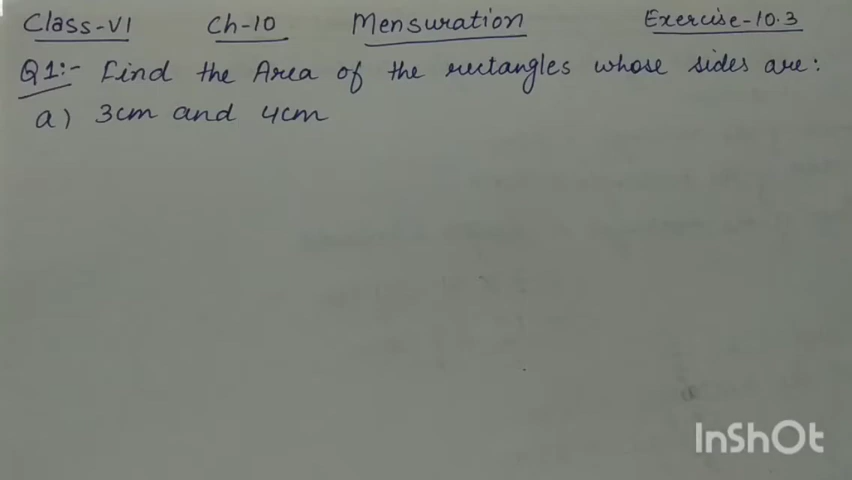 Class-VI Ch-10 Mensuration Exercise-10.3
Q1:- Find the Area of the rectangles whose sides are:
a) 3cm and 4cm
InShOt